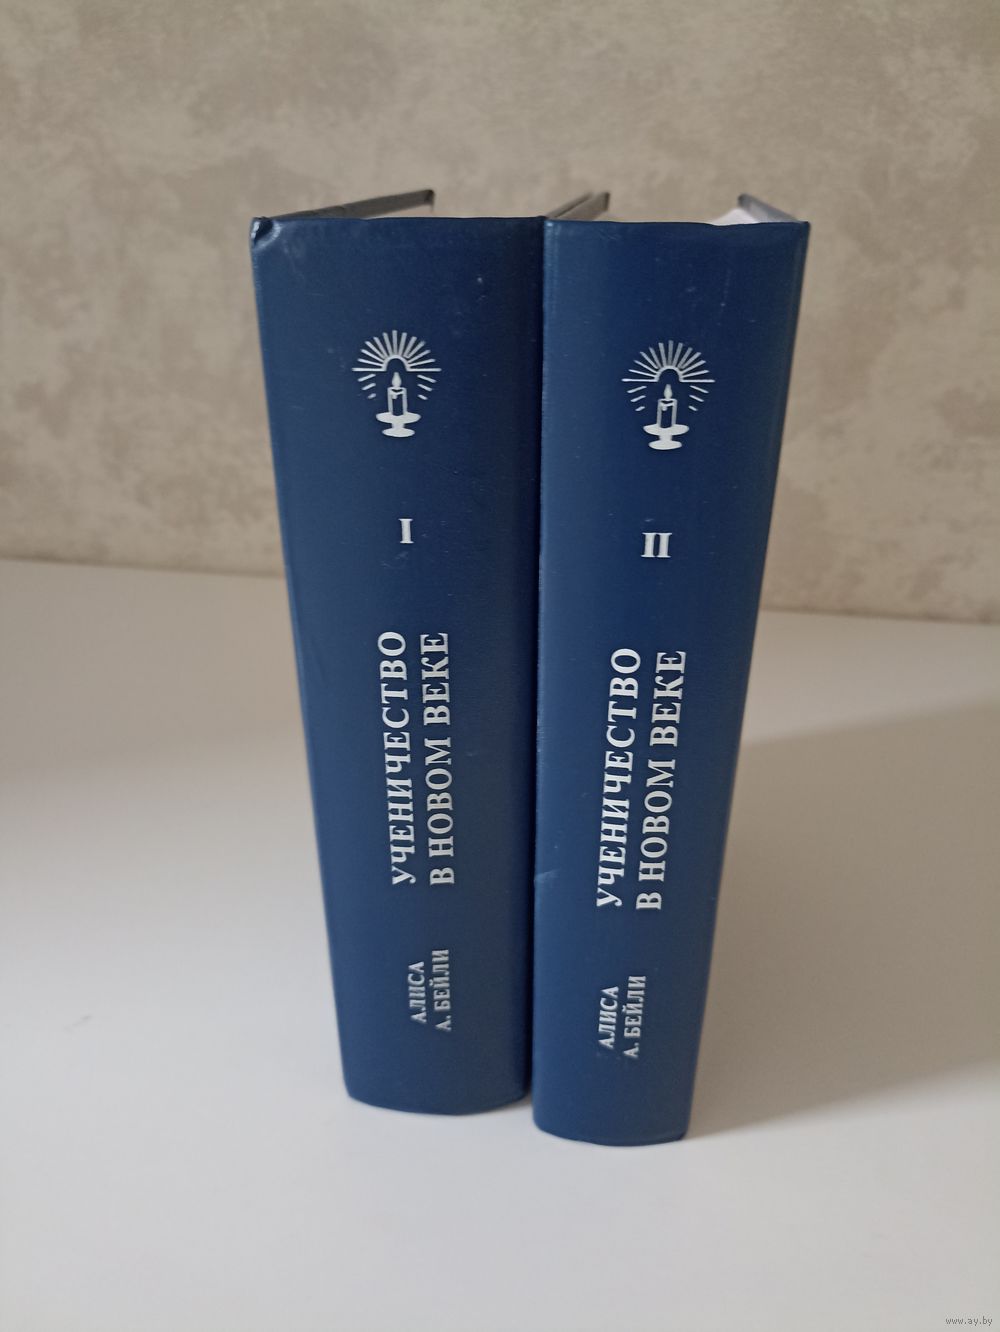 I
УЧЕНИЧЕСТВО
В НОВОМ ВЕКЕ
АЛИСА
А. БЕЙЛИ
II
УЧЕНИЧЕСТВО
В НОВОМ ВЕКЕ
АЛИСА
А. БЕЙЛИ
www.ay.by